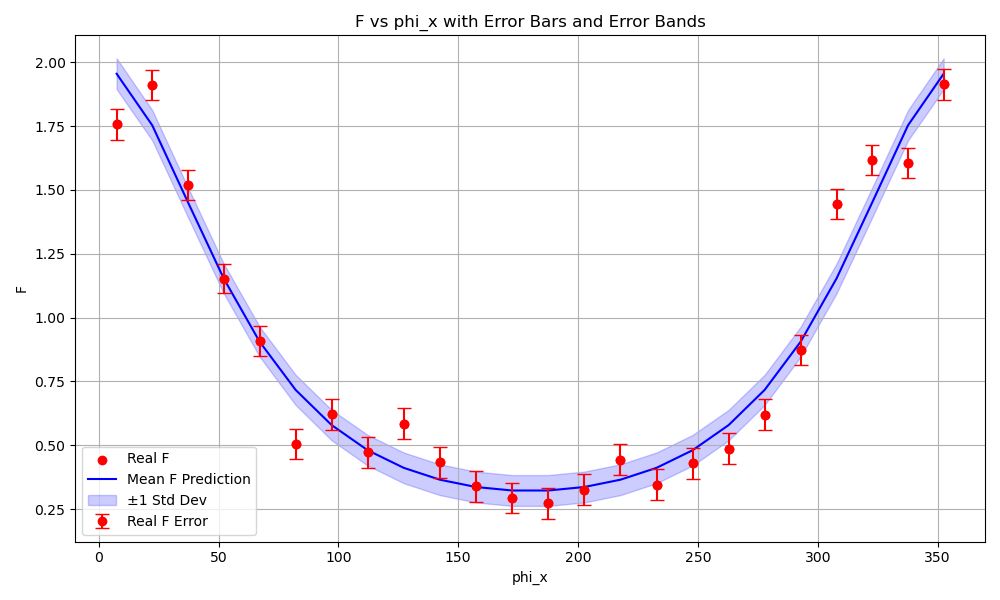 F vs phi_x with Error Bars and Error Bands
F
2.00
1.75
1.50
1.25
1.00
0.75
0.50
0.25
Real F
Mean F Prediction
±1 Std Dev
Real F Error
0 50 100 150 200 250 300 350
phi_x